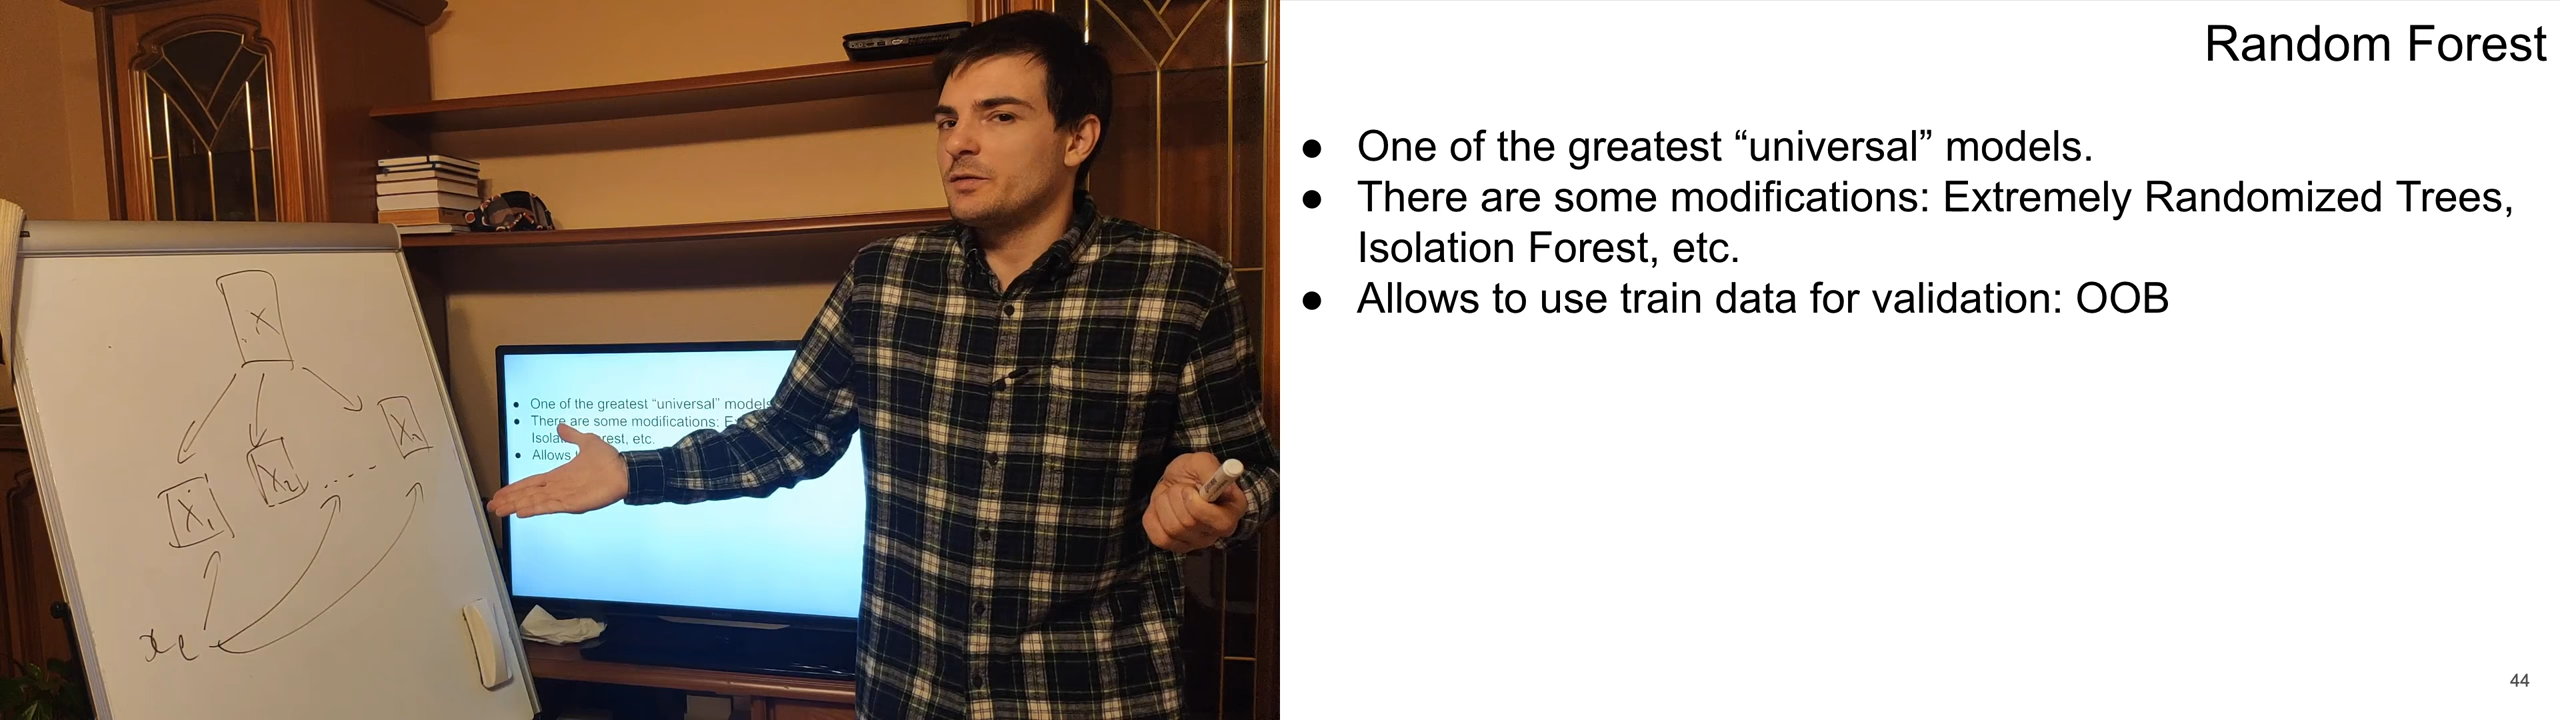 X
X₁
X₂
....
Xₙ
xₑ
One of the greatest “universal” models
There are some modifications: E
Isola rest, etc.
Allows
Random Forest
● One of the greatest “universal” models.
● There are some modifications: Extremely Randomized Trees,
Isolation Forest, etc.
● Allows to use train data for validation: OOB
44